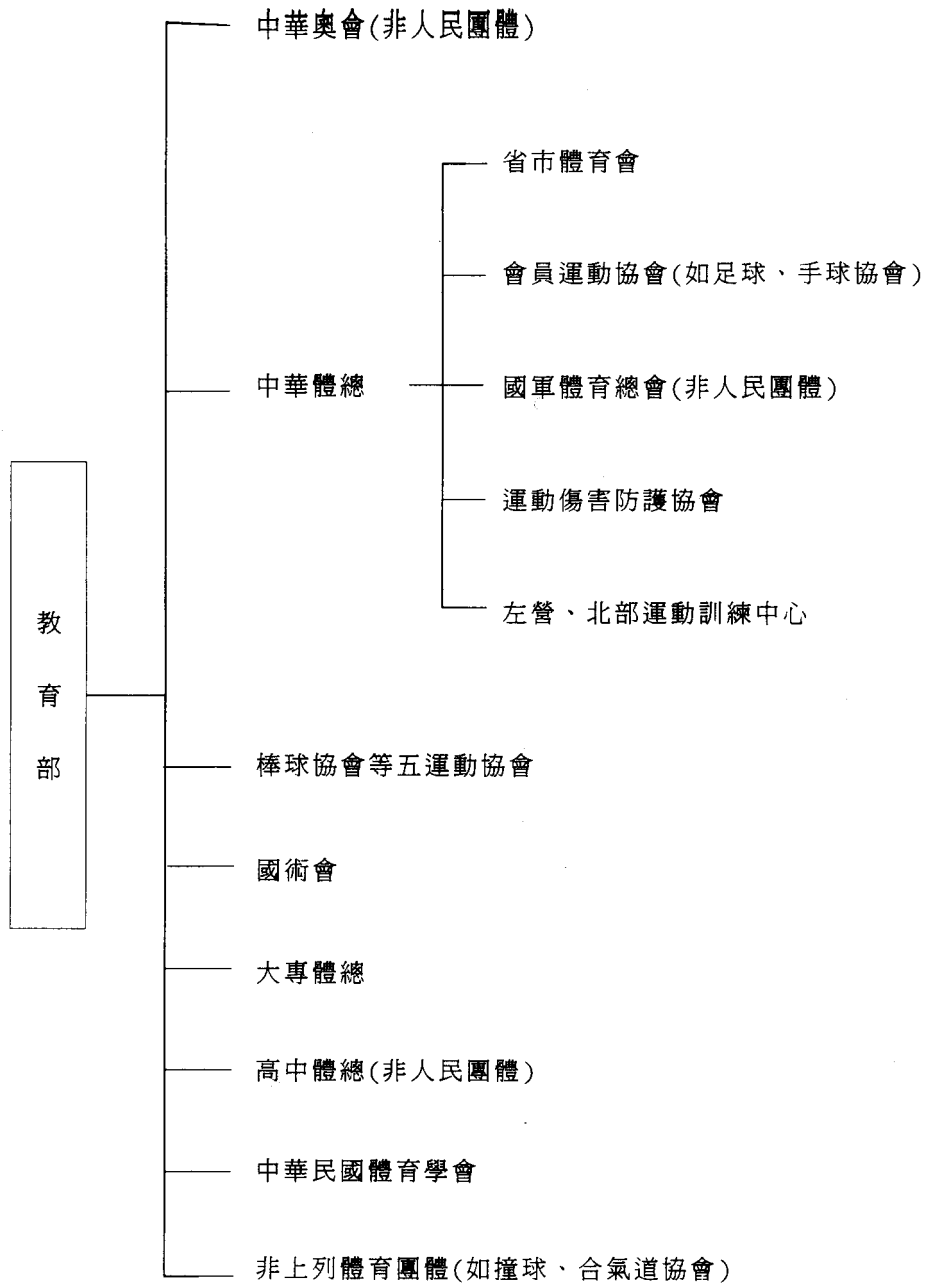 中華奧會(非人民團體)
省市體育會
會員運動協會(如足球、手球協會)
中華體總
國軍體育總會(非人民團體)
運動傷害防護協會
左營、北部運動訓練中心
教育部
棒球協會等五運動協會
國術會
大專體總
高中體總(非人民團體)
中華民國體育學會
非上列體育團體(如撞球、合氣道協會)